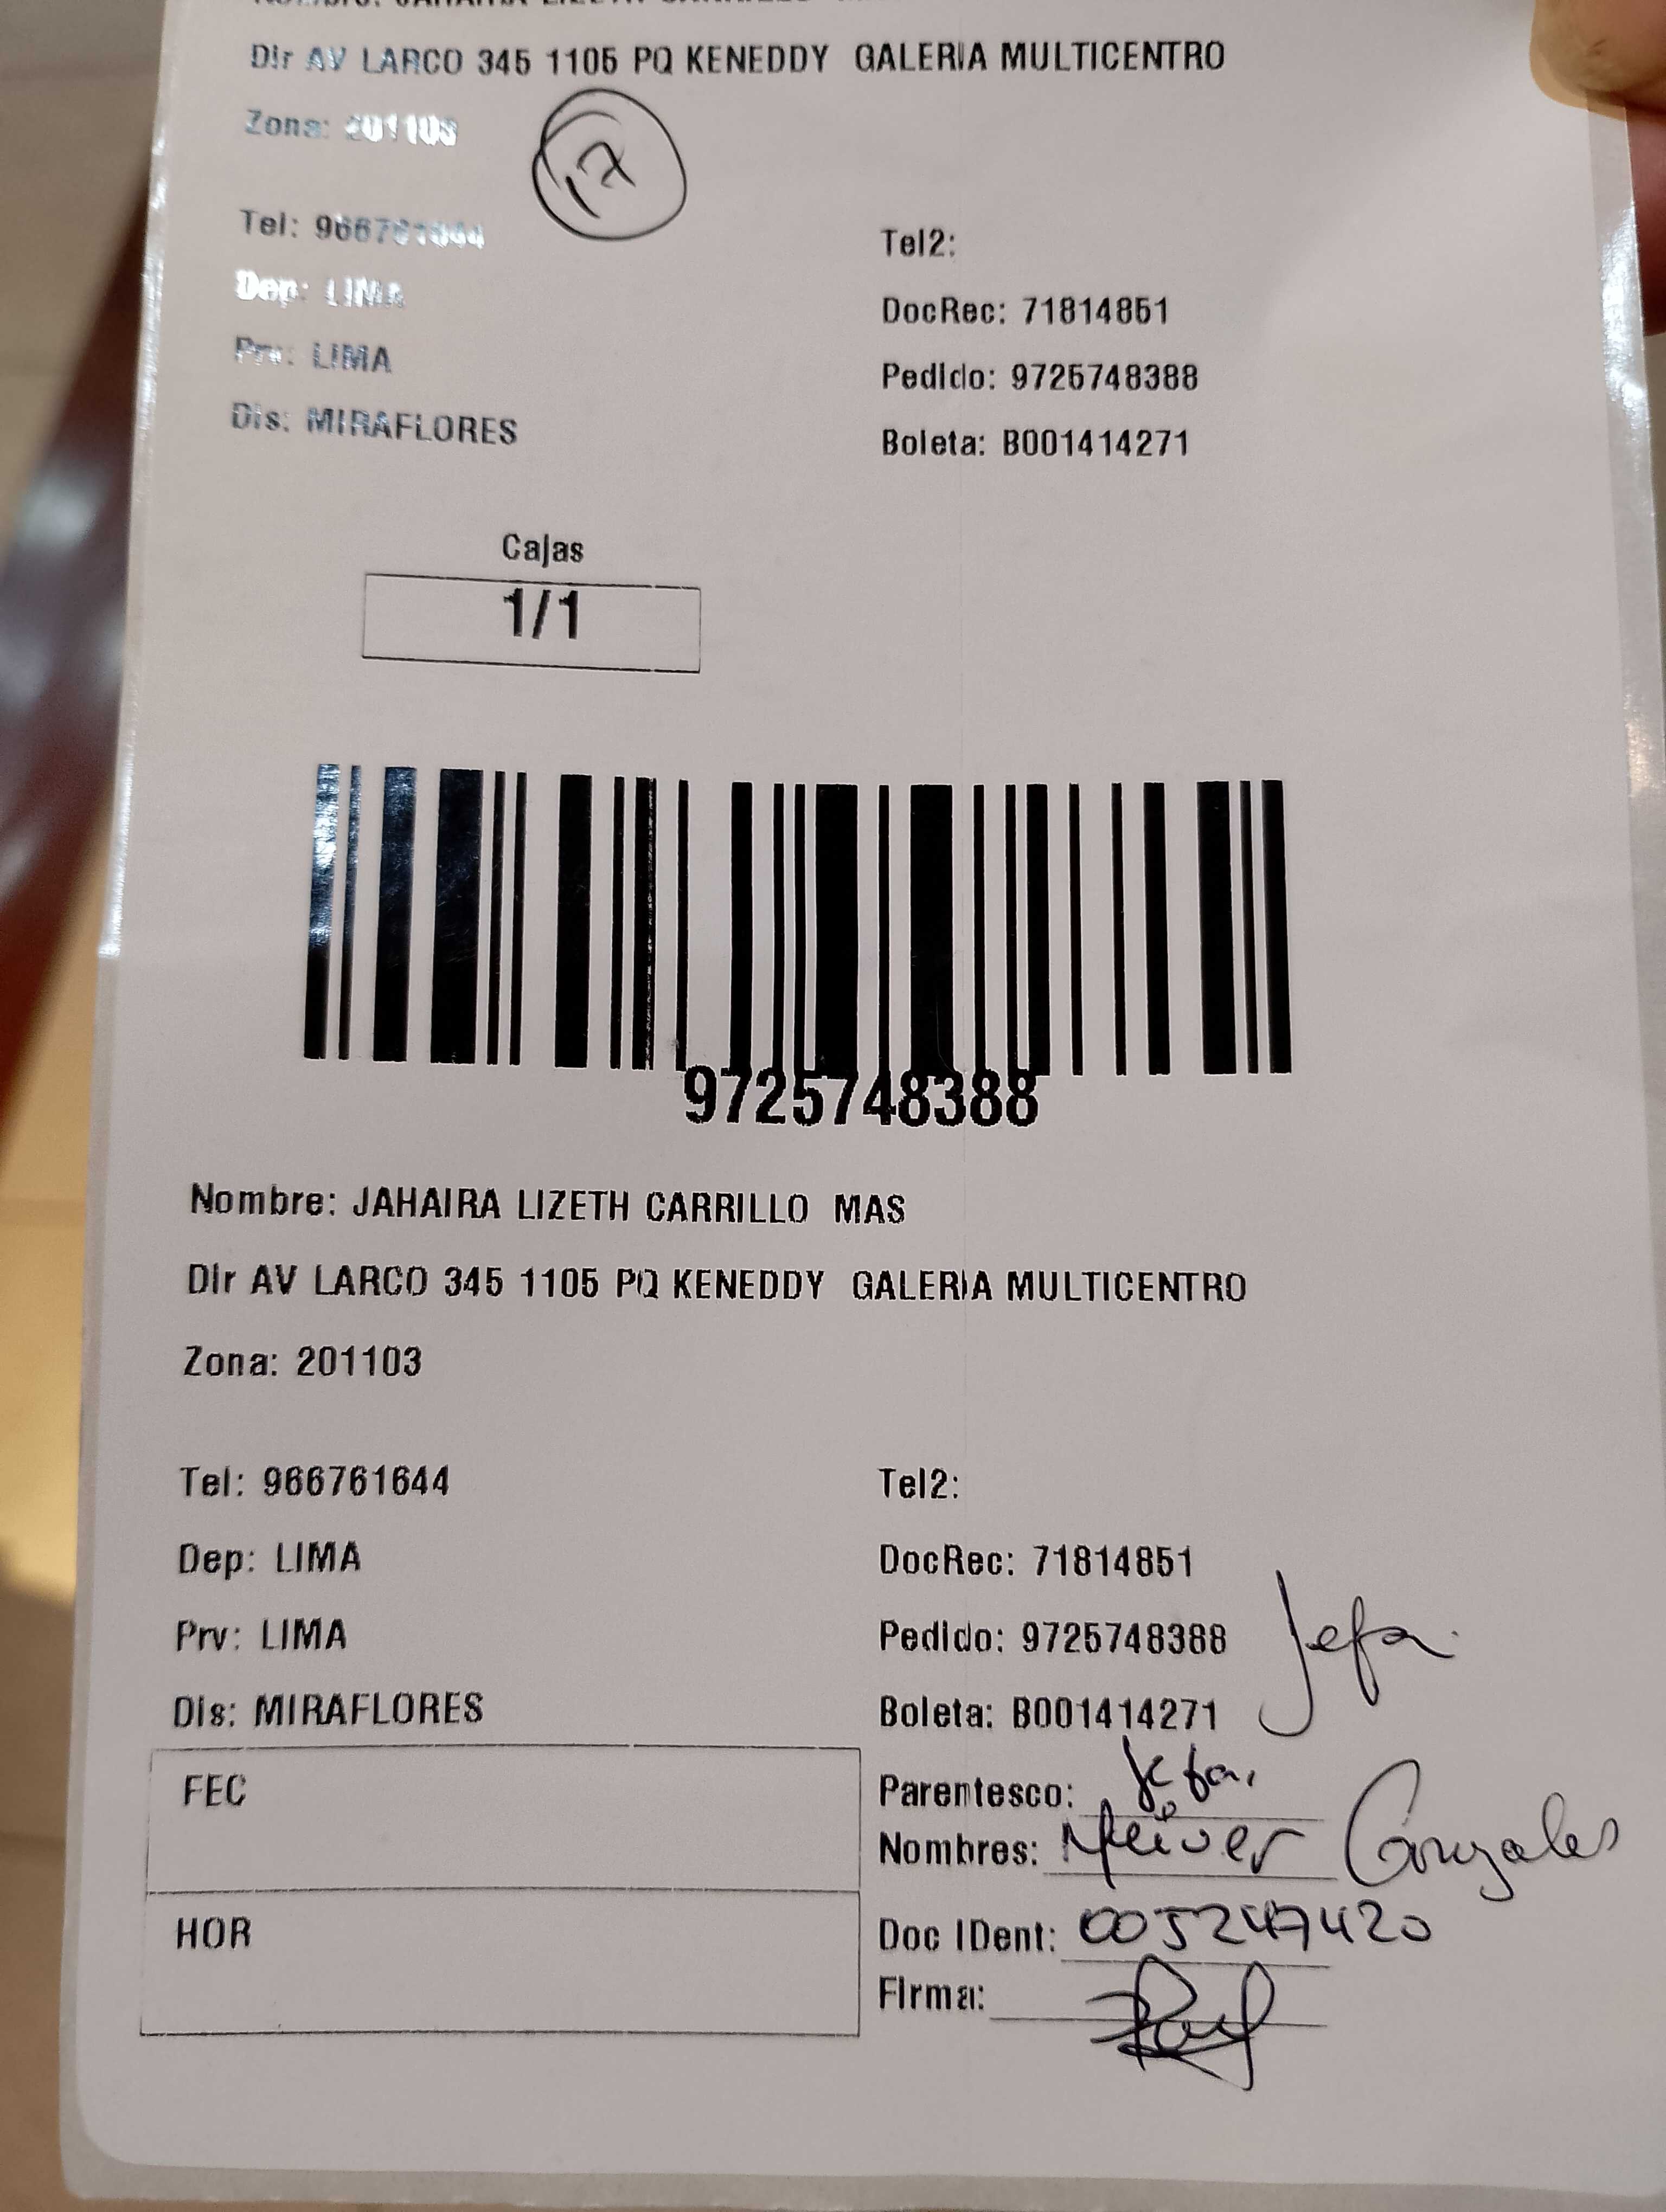 Dir AV LARCO 345 1105 PQ KENEDDY GALERIA MULTICENTRO
Zona: 201103
17
Tel: 966761644
Tel2:
Dep: LIMA
DocRec: 71814851
Prv: LIMA
Pedido: 9725748388
Dis: MIRAFLORES
Boleta: B001414271
Cajas
1/1
9725748388
Nombre: JAHAIRA LIZETH CARRILLO MAS
Dir AV LARCO 345 1105 PQ KENEDDY GALERIA MULTICENTRO
Zona: 201103
Tel: 966761644
Tel2:
Dep: LIMA
DocRec: 71814851
Prv: LIMA
Pedido: 9725748388
Jefa.
Dis: MIRAFLORES
Boleta: B001414271
FEC
Parentesco: Jefa.
Nombres: Gonzales
HOR
Doc IDent: 005247420
Firma: